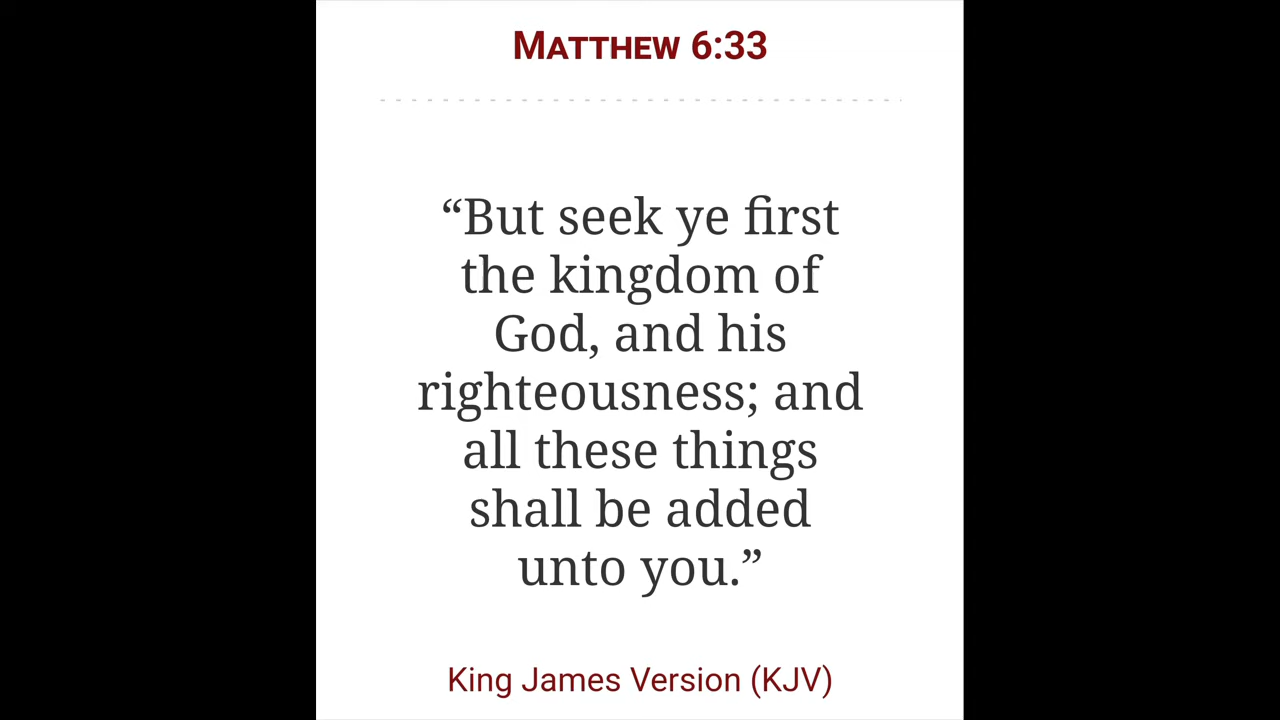 MATTHEW 6:33
“But seek ye first
the kingdom of
God, and his
righteousness; and
all these things
shall be added
unto you.”
King James Version (KJV)